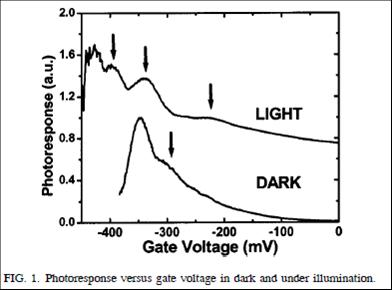 2.0
1.6
1.2
0.8
0.4
0.0
Photoresponse (a.u.)
LIGHT
DARK
-400 -300 -200 -100 0
Gate Voltage (mV)
FIG. 1. Photoresponse versus gate voltage in dark and under illumination.